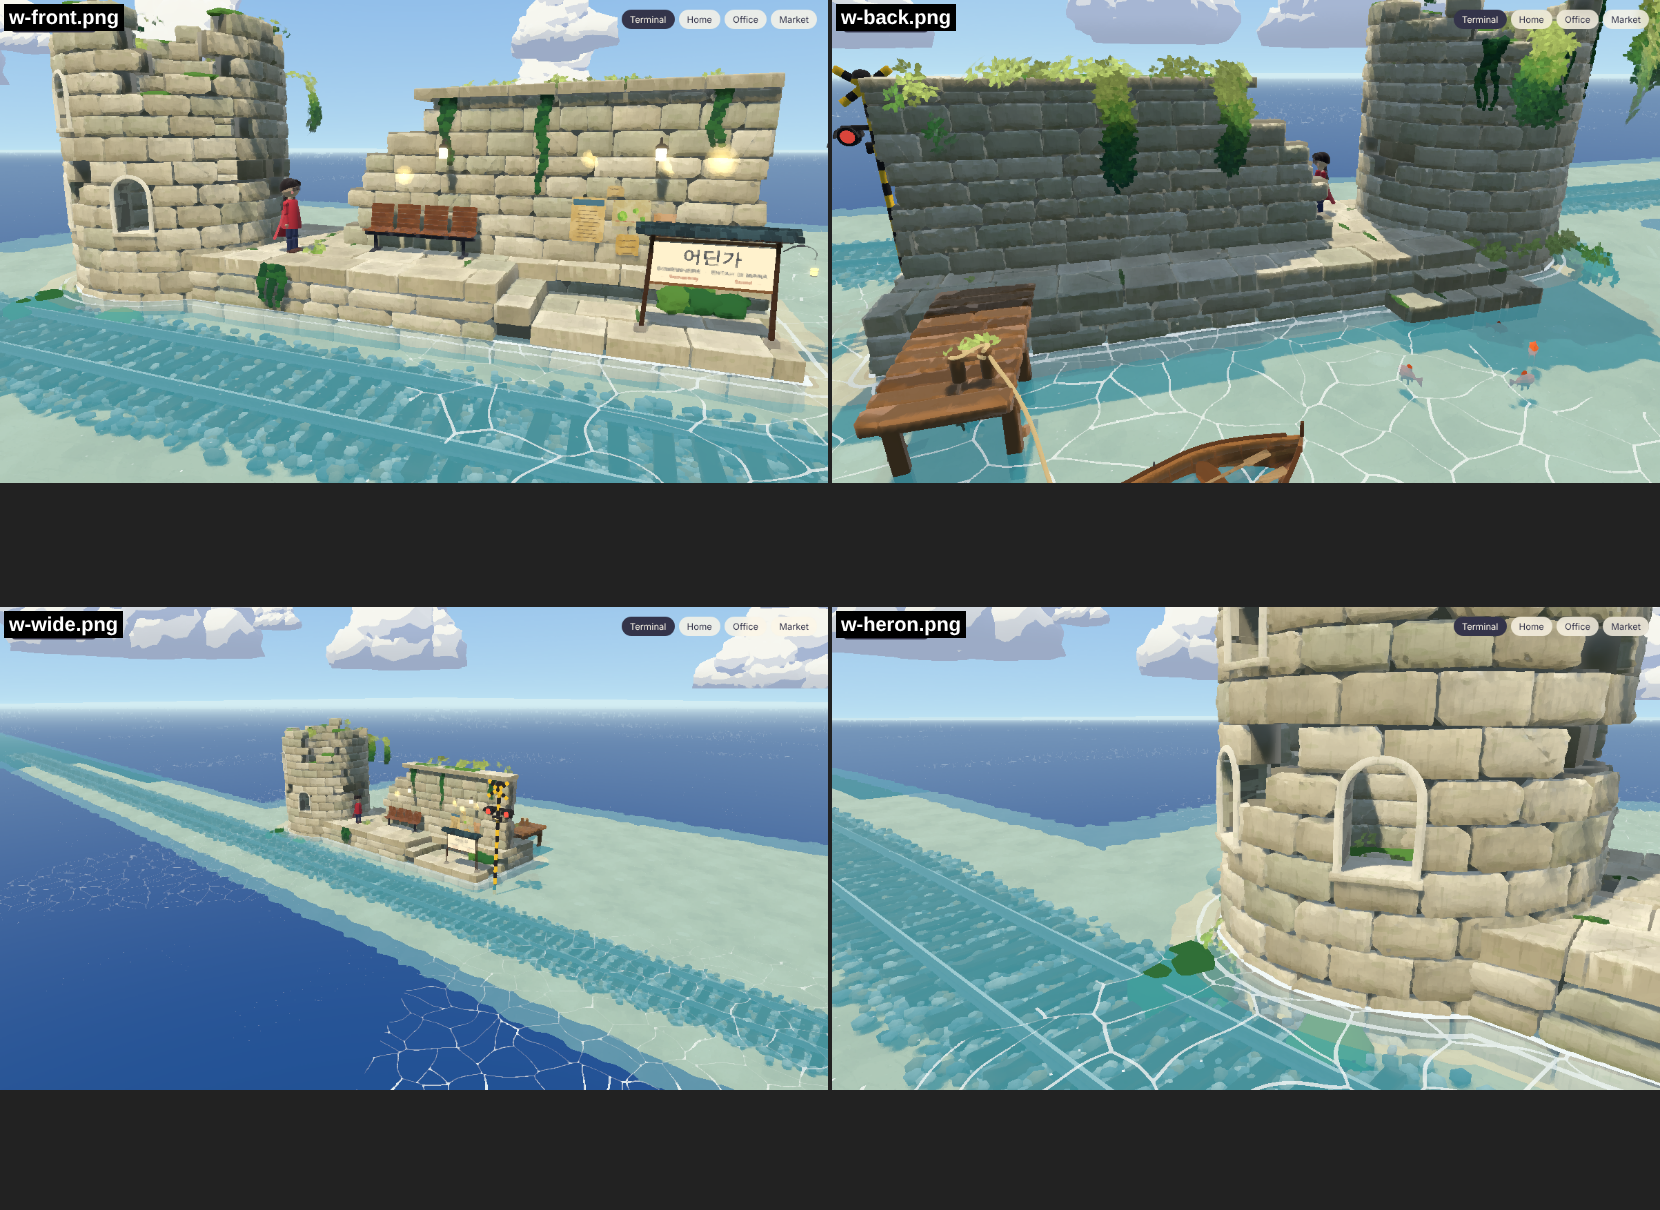 w-front.png
Terminal Home Office Market
어딘가
w-back.png
Terminal Home Office Market
w-wide.png
Terminal Home Office Market
w-heron.png
Terminal Home Office Market